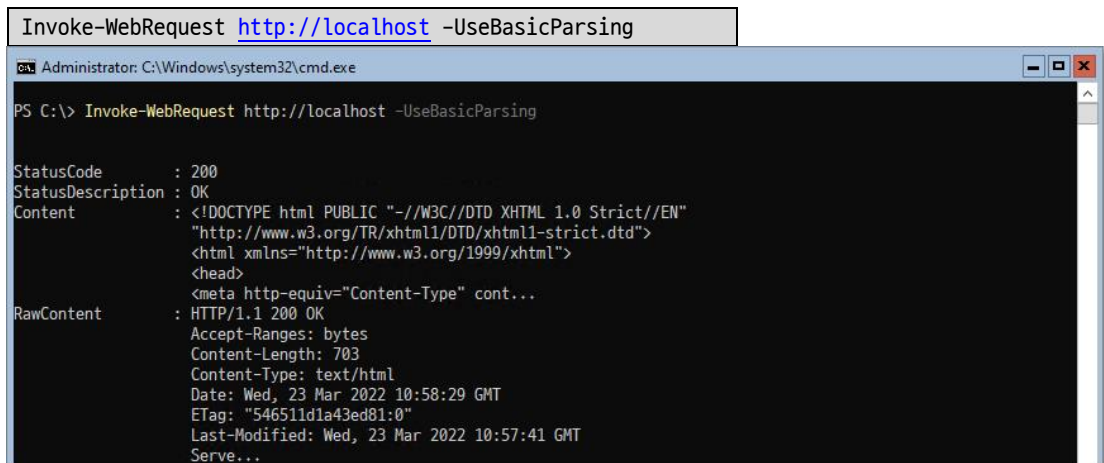 Invoke-WebRequest http://localhost -UseBasicParsing
Administrator: C:\Windows\system32\cmd.exe
PS C:\> Invoke-WebRequest http://localhost -UseBasicParsing
StatusCode : 200
StatusDescription : OK
Content : <!DOCTYPE html PUBLIC "-//W3C//DTD XHTML 1.0 Strict//EN"
"http://www.w3.org/TR/xhtml1/DTD/xhtml1-strict.dtd">
<html xmlns="http://www.w3.org/1999/xhtml">
<head>
<meta http-equiv="Content-Type" cont...
RawContent : HTTP/1.1 200 OK
Accept-Ranges: bytes
Content-Length: 703
Content-Type: text/html
Date: Wed, 23 Mar 2022 10:58:29 GMT
ETag: "546511d1a43ed81:0"
Last-Modified: Wed, 23 Mar 2022 10:57:41 GMT
Serve...